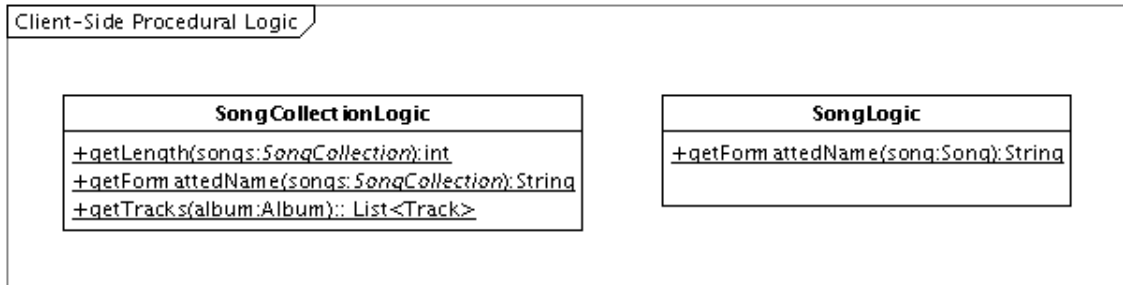 Client-Side Procedural Logic
SongCollectionLogic
+getLength(songs:SongCollection):int
+getFormattedName(songs:SongCollection):String
+getTracks(album:Album):: List<Track>
SongLogic
+getFormattedName(song:Song):String